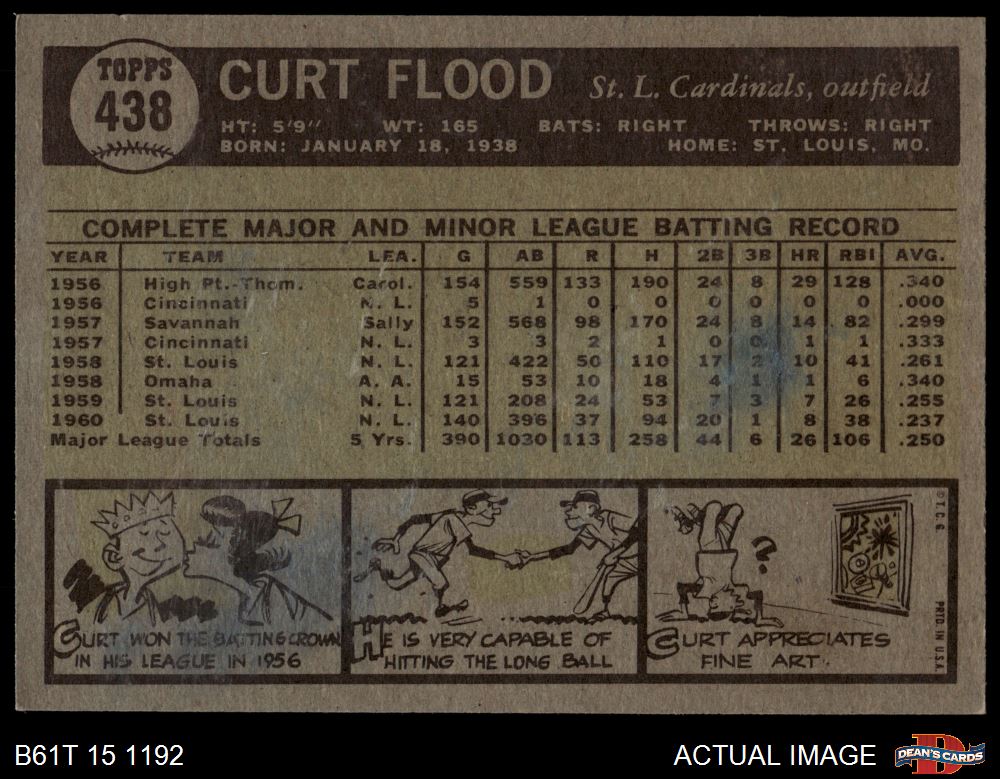 TOPPS
438
CURT FLOOD St. L. Cardinals, outfield
HT: 5'9" WT: 165 BATS: RIGHT THROWS: RIGHT
BORN: JANUARY 18, 1938 HOME: ST. LOUIS, MO.
COMPLETE MAJOR AND MINOR LEAGUE BATTING RECORD
YEAR TEAM LEA. G AB R H 2B 3B HR RBI AVG.
1956 High Pt.-Thom. Carol. 154 559 133 190 24 8 29 128 .340
1956 Cincinnati N. L. 5 1 0 0 0 0 0 0 .000
1957 Savannah Sally 152 568 98 170 24 8 14 82 .299
1957 Cincinnati N. L. 3 3 2 1 0 0 1 1 .333
1958 St. Louis N. L. 121 422 50 110 17 2 10 41 .261
1958 Omaha A. A. 15 53 10 18 4 1 1 6 .340
1959 St. Louis N. L. 121 208 24 53 7 3 7 26 .255
1960 St. Louis N. L. 140 396 37 94 20 1 8 38 .237
Major League Totals 5 Yrs. 390 1030 113 258 44 6 26 106 .250
CURT WON THE BATTING CROWN
IN HIS LEAGUE IN 1956
HE IS VERY CAPABLE OF
HITTING THE LONG BALL
CURT APPRECIATES
FINE ART.
© T. C. G.
PRTD. IN U.S.A.
B61T 15 1192
ACTUAL IMAGE
DEAN'S CARDS